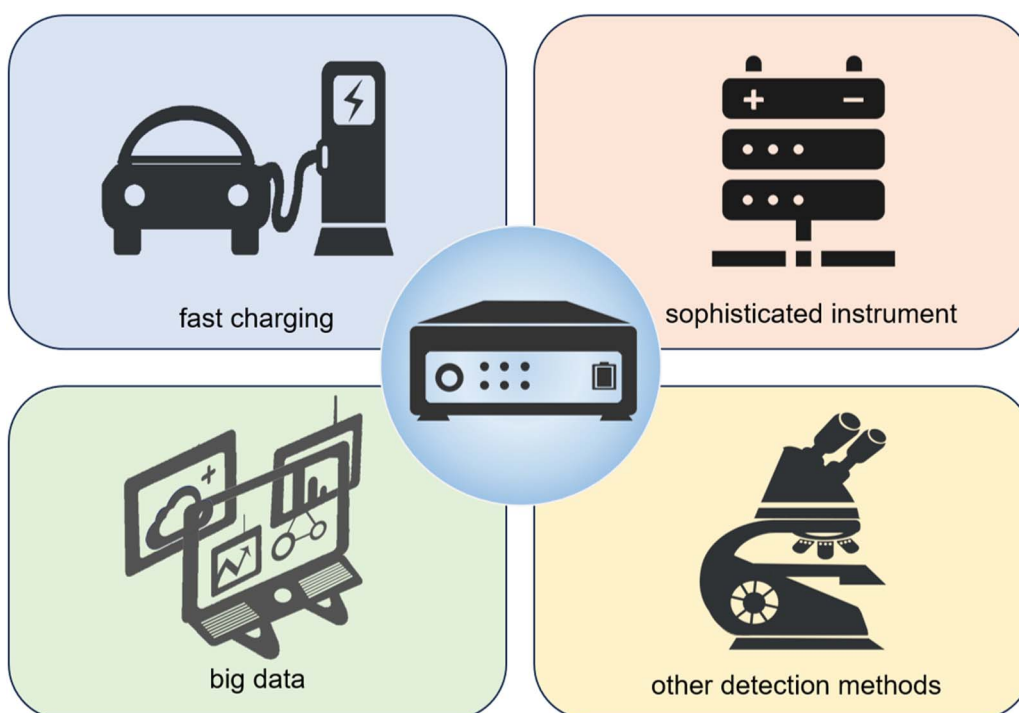 fast charging
sophisticated instrument
big data
other detection methods